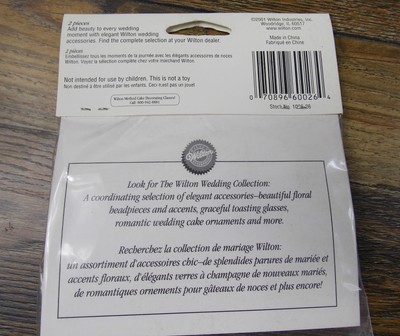 2 pieces
Add beauty to every wedding
moment with elegant Wilton wedding
accessories. Find the complete selection at your Wilton dealer.
2 pièces
Embellissez tous les moments de la journée avec les élégants accessoires de noces
Wilton. Voyez la sélection complète chez votre marchand Wilton.
Not intended for use by children. This is not a toy
Non destiné à être utilisé par les enfants. Ceci n'est pas un jouet
©2001 Wilton Industries, Inc.
Woodridge, IL 60517
www.wilton.com
Made in China
Fabriqué en Chine
0 70896 60026 4
Stock No.
Wilton
Look for The Wilton Wedding Collection:
A coordinating selection of elegant accessories–beautiful floral
headpieces and accents, graceful toasting glasses,
romantic wedding cake ornaments and more.
Recherchez la collection de mariage Wilton:
un assortiment d'accessoires chic–de splendides parures de mariée et
accents floraux, d'élégants verres à champagne de nouveaux mariés,
de romantiques ornements pour gâteaux de noces et plus encore!